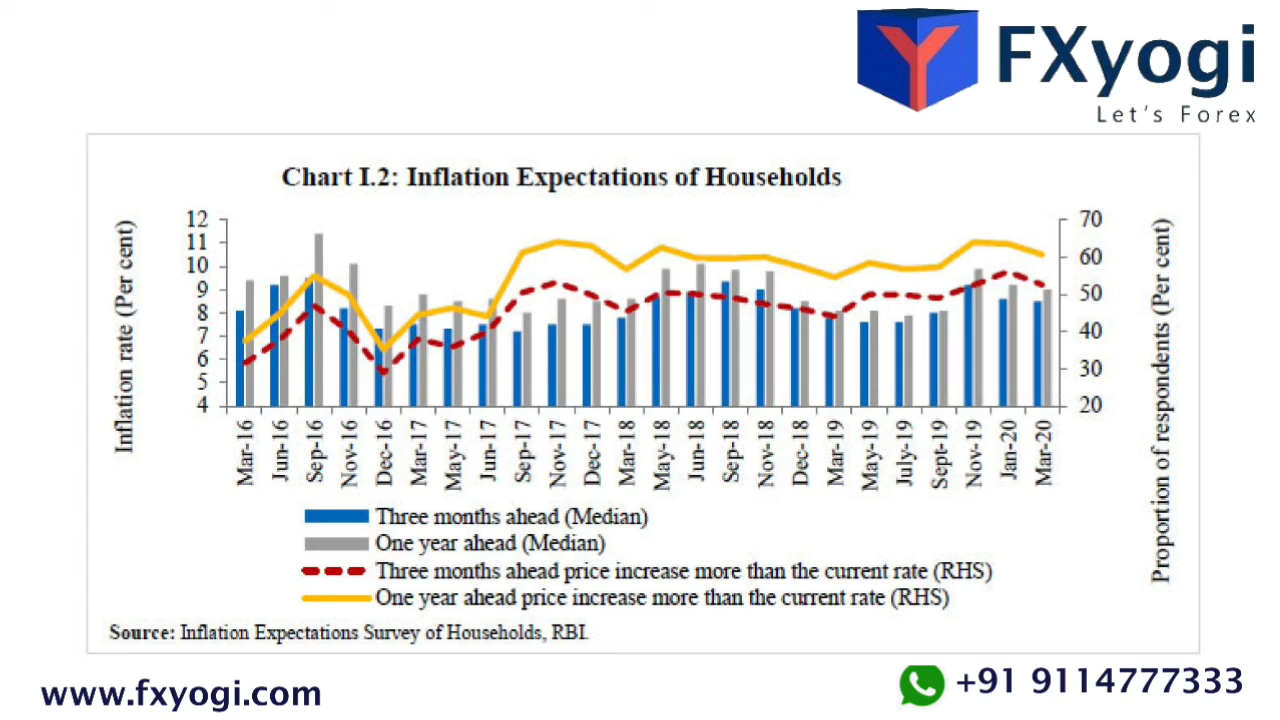 FXyogi
Let's Forex
Chart I.2: Inflation Expectations of Households
Inflation rate (Per cent)
12
11
10
9
8
7
6
5
4
70
60
50
40
30
20
Proportion of respondents (Per cent)
Mar-16 Jun-16 Sep-16 Nov-16 Dec-16 Mar-17 May-17 Jun-17 Sep-17 Nov-17 Dec-17 Mar-18 May-18 Jun-18 Sep-18 Nov-18 Dec-18 Mar-19 May-19 July-19 Sept-19 Nov-19 Jan-20 Mar-20
Three months ahead (Median)
One year ahead (Median)
Three months ahead price increase more than the current rate (RHS)
One year ahead price increase more than the current rate (RHS)
Source: Inflation Expectations Survey of Households, RBI.
www.fxyogi.com
+91 9114777333